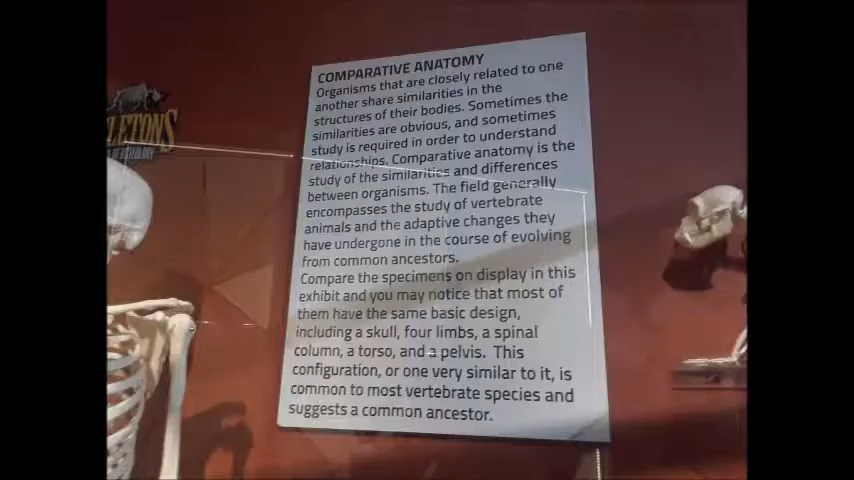 COMPARATIVE ANATOMY
Organisms that are closely related to one
another share similarities in the
structures of their bodies. Sometimes the
similarities are obvious, and sometimes
study is required in order to understand
relationships. Comparative anatomy is the
study of the similarities and differences
between organisms. The field generally
encompasses the study of vertebrate
animals and the adaptive changes they
have undergone in the course of evolving
from common ancestors.
Compare the specimens on display in this
exhibit and you may notice that most of
them have the same basic design,
including a skull, four limbs, a spinal
column, a torso, and a pelvis. This
configuration, or one very similar to it, is
common to most vertebrate species and
suggests a common ancestor.
LETONS
OF OSTEOLOGY